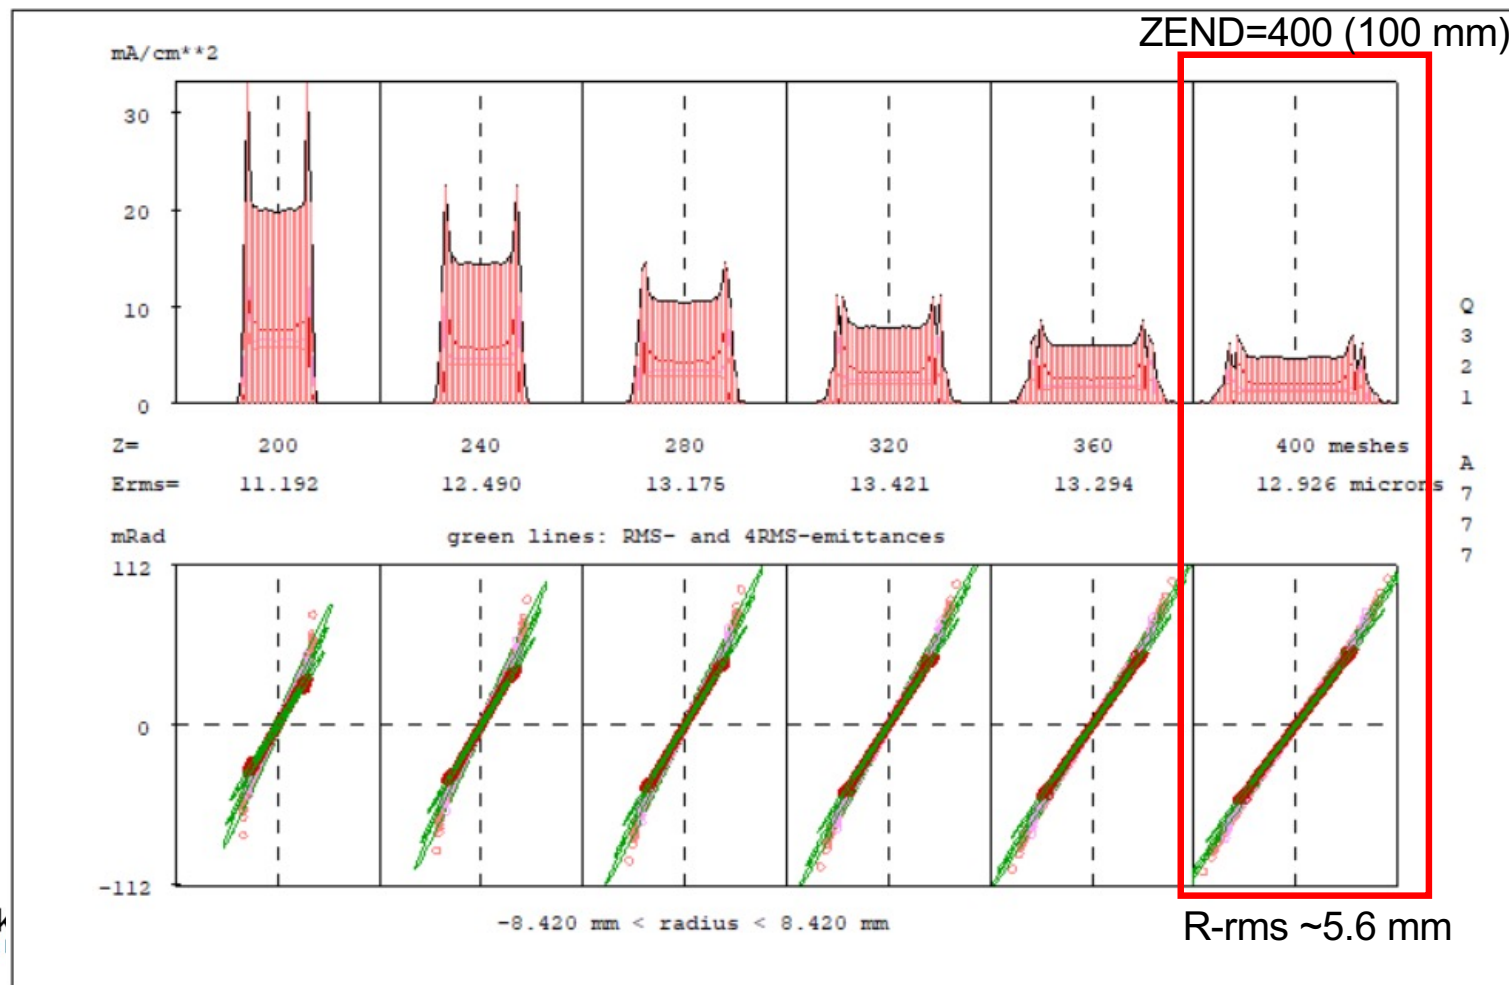 ZEND=400 (100 mm)
mA/cm**2
30
20
10
0
Z= 200 240 280 320 360 400 meshes
Erms= 11.192 12.490 13.175 13.421 13.294 12.926 microns
Q
3
2
1
A
7
7
7
mRad green lines: RMS- and 4RMS-emittances
112
0
-112
-8.420 mm < radius < 8.420 mm
R-rms ~5.6 mm